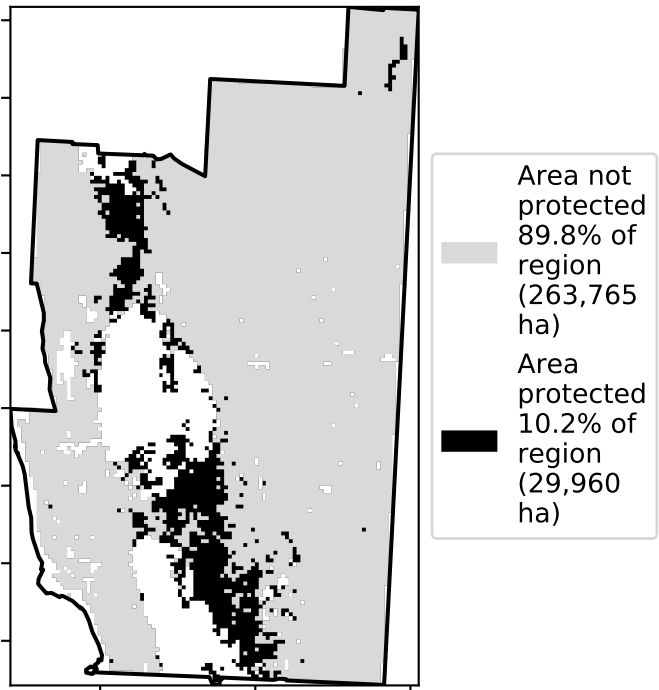 Area not
protected
89.8% of
region
(263,765
ha)
Area
protected
10.2% of
region
(29,960
ha)